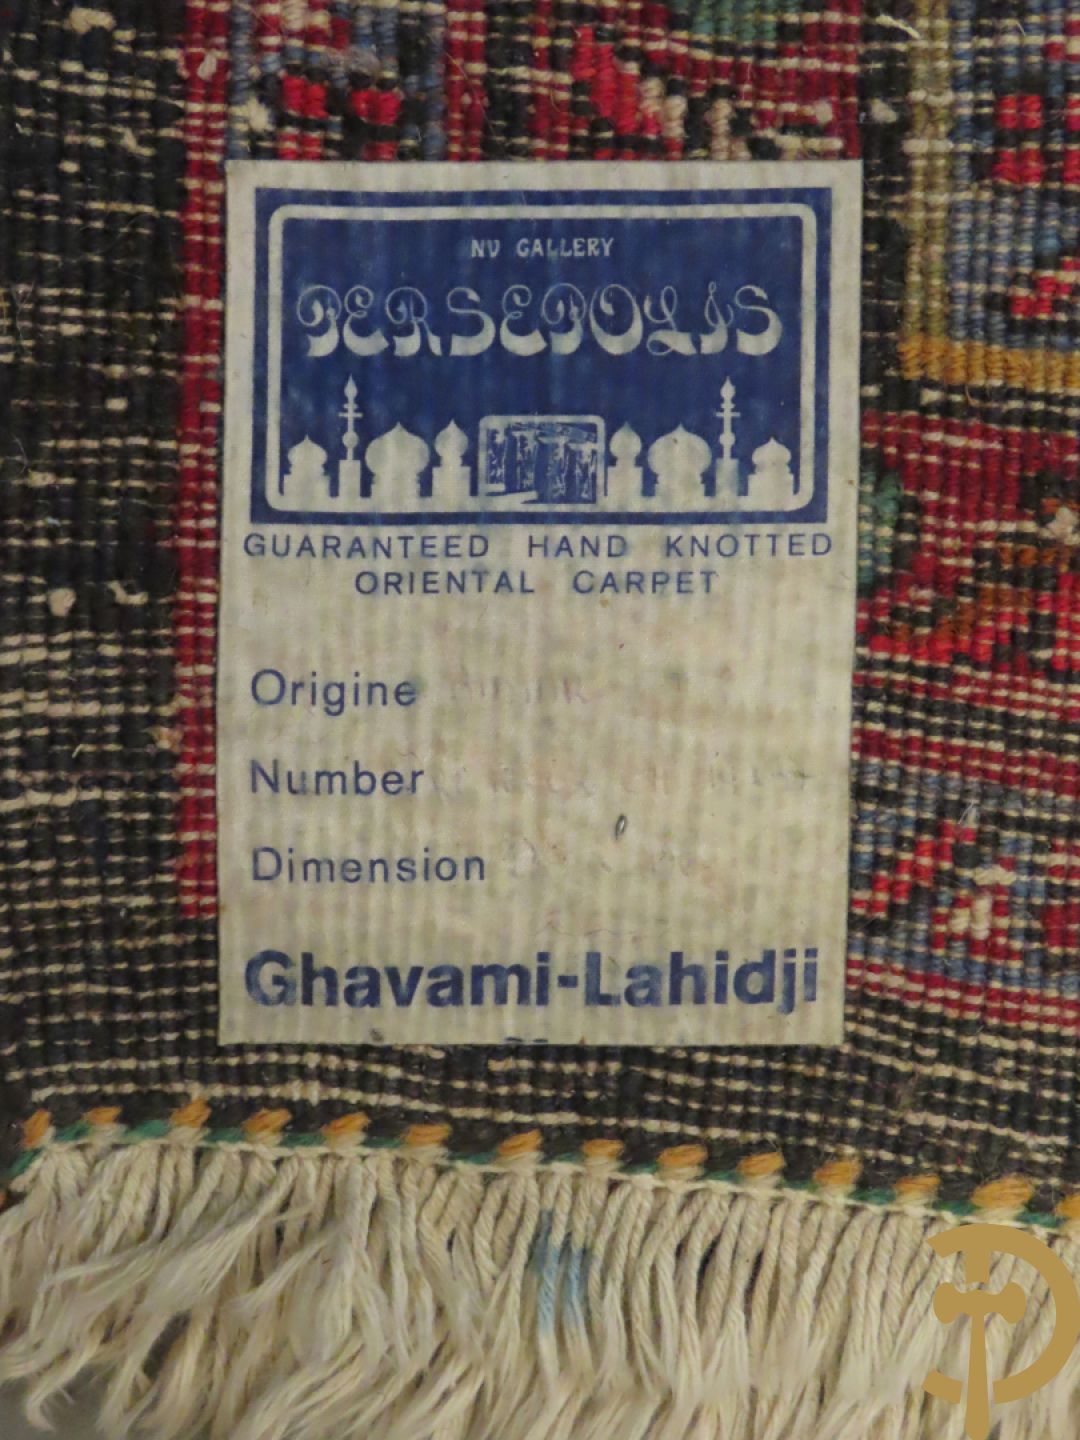 NV GALLERY
PERSEPOLIS
GUARANTEED HAND KNOTTED
ORIENTAL CARPET
Origine
Number
Dimension
Ghavami-Lahidji